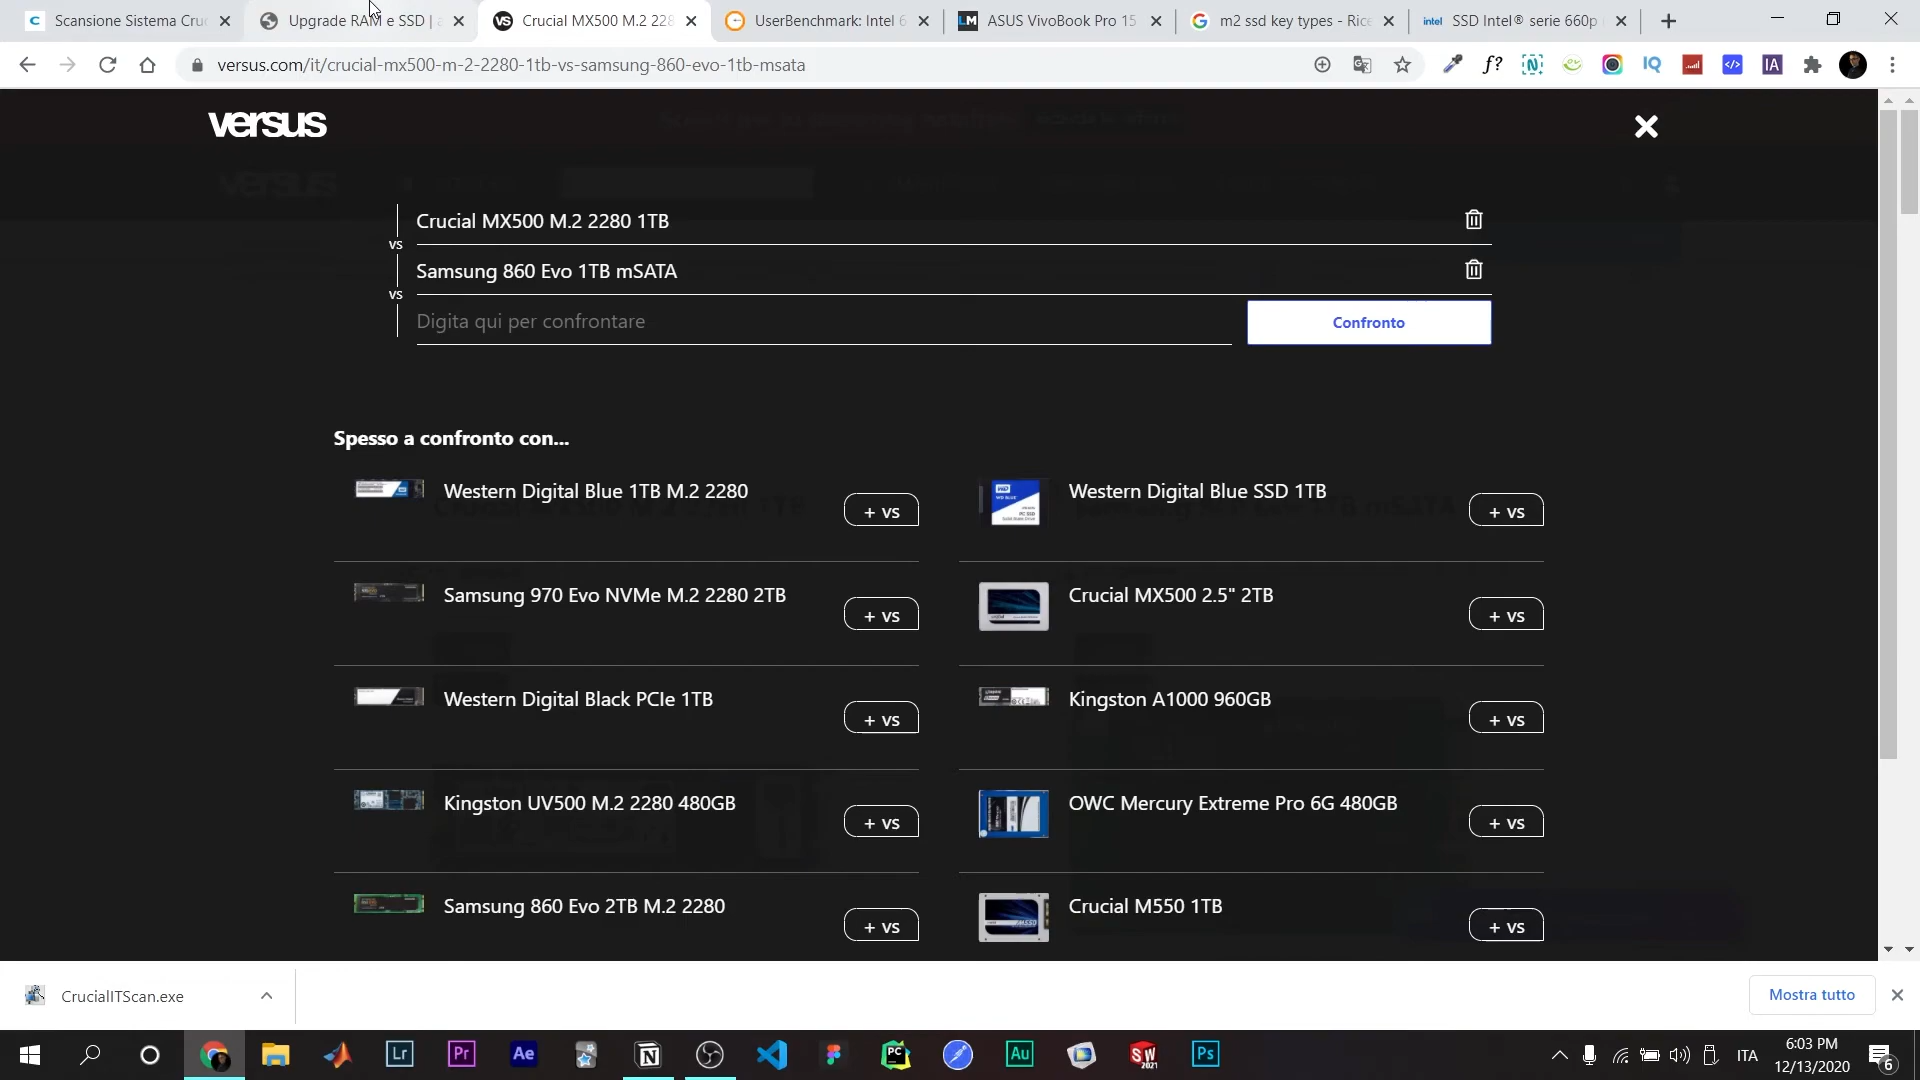 Scansione Sistema Cruc
Upgrade RAM e SSD | a
Crucial MX500 M.2 228
UserBenchmark: Intel 6
ASUS VivoBook Pro 15
m2 ssd key types - Rice
intel SSD Intel® serie 660p
versus.com/it/crucial-mx500-m-2-2280-1tb-vs-samsung-860-evo-1tb-msata
versus
Crucial MX500 M.2 2280 1TB
vs
Samsung 860 Evo 1TB mSATA
vs
Digita qui per confrontare
Confronto
Spesso a confronto con...
Western Digital Blue 1TB M.2 2280
+ VS
Western Digital Blue SSD 1TB
+ VS
Samsung 970 Evo NVMe M.2 2280 2TB
+ VS
Crucial MX500 2.5" 2TB
+ VS
Western Digital Black PCIe 1TB
+ VS
Kingston A1000 960GB
+ VS
Kingston UV500 M.2 2280 480GB
+ VS
OWC Mercury Extreme Pro 6G 480GB
+ VS
Samsung 860 Evo 2TB M.2 2280
+ VS
Crucial M550 1TB
+ VS
CrucialITScan.exe
Mostra tutto
ITA
6:03 PM
12/13/2020
6